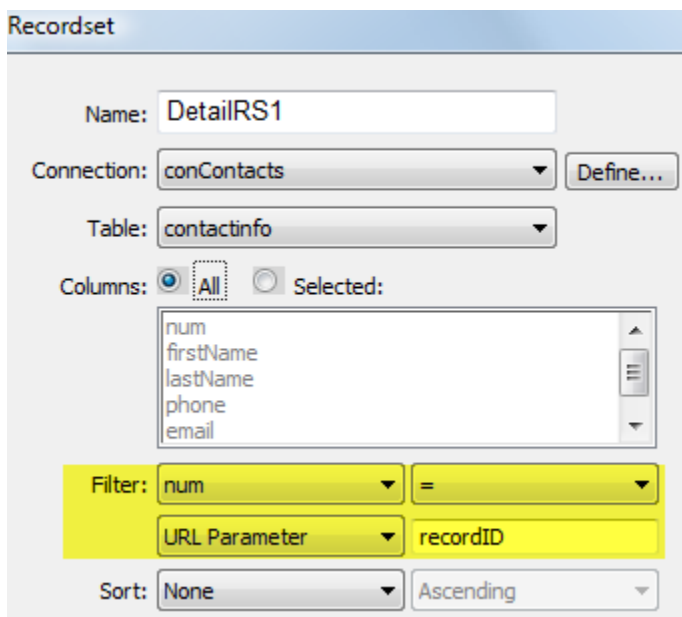 Recordset
Name: DetailRS1
Connection: conContacts Define...
Table: contactinfo
Columns: All Selected:
num
firstName
lastName
phone
email
Filter: num =
URL Parameter recordID
Sort: None Ascending